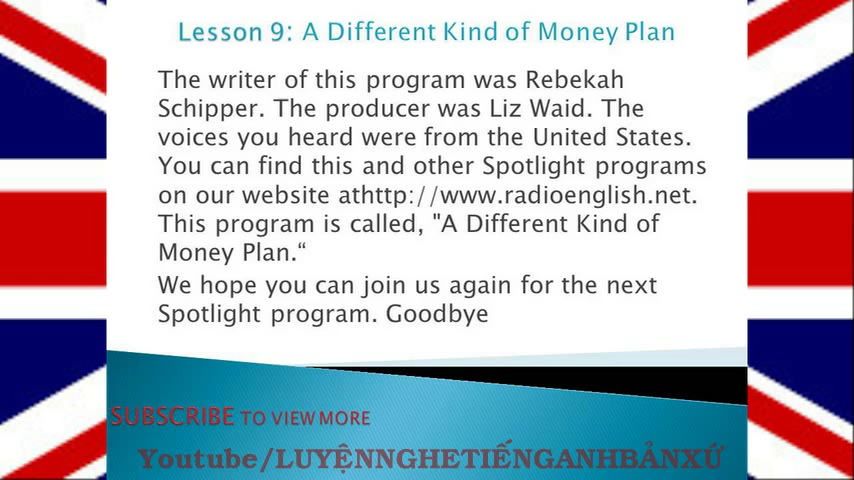 Lesson 9: A Different Kind of Money Plan
The writer of this program was Rebekah
Schipper. The producer was Liz Waid. The
voices you heard were from the United States.
You can find this and other Spotlight programs
on our website athttp://www.radioenglish.net.
This program is called, "A Different Kind of
Money Plan.“
We hope you can join us again for the next
Spotlight program. Goodbye
SUBSCRIBE TO VIEW MORE
Youtube/LUYỆNNGHETIẾNGANHBẢNXỨ